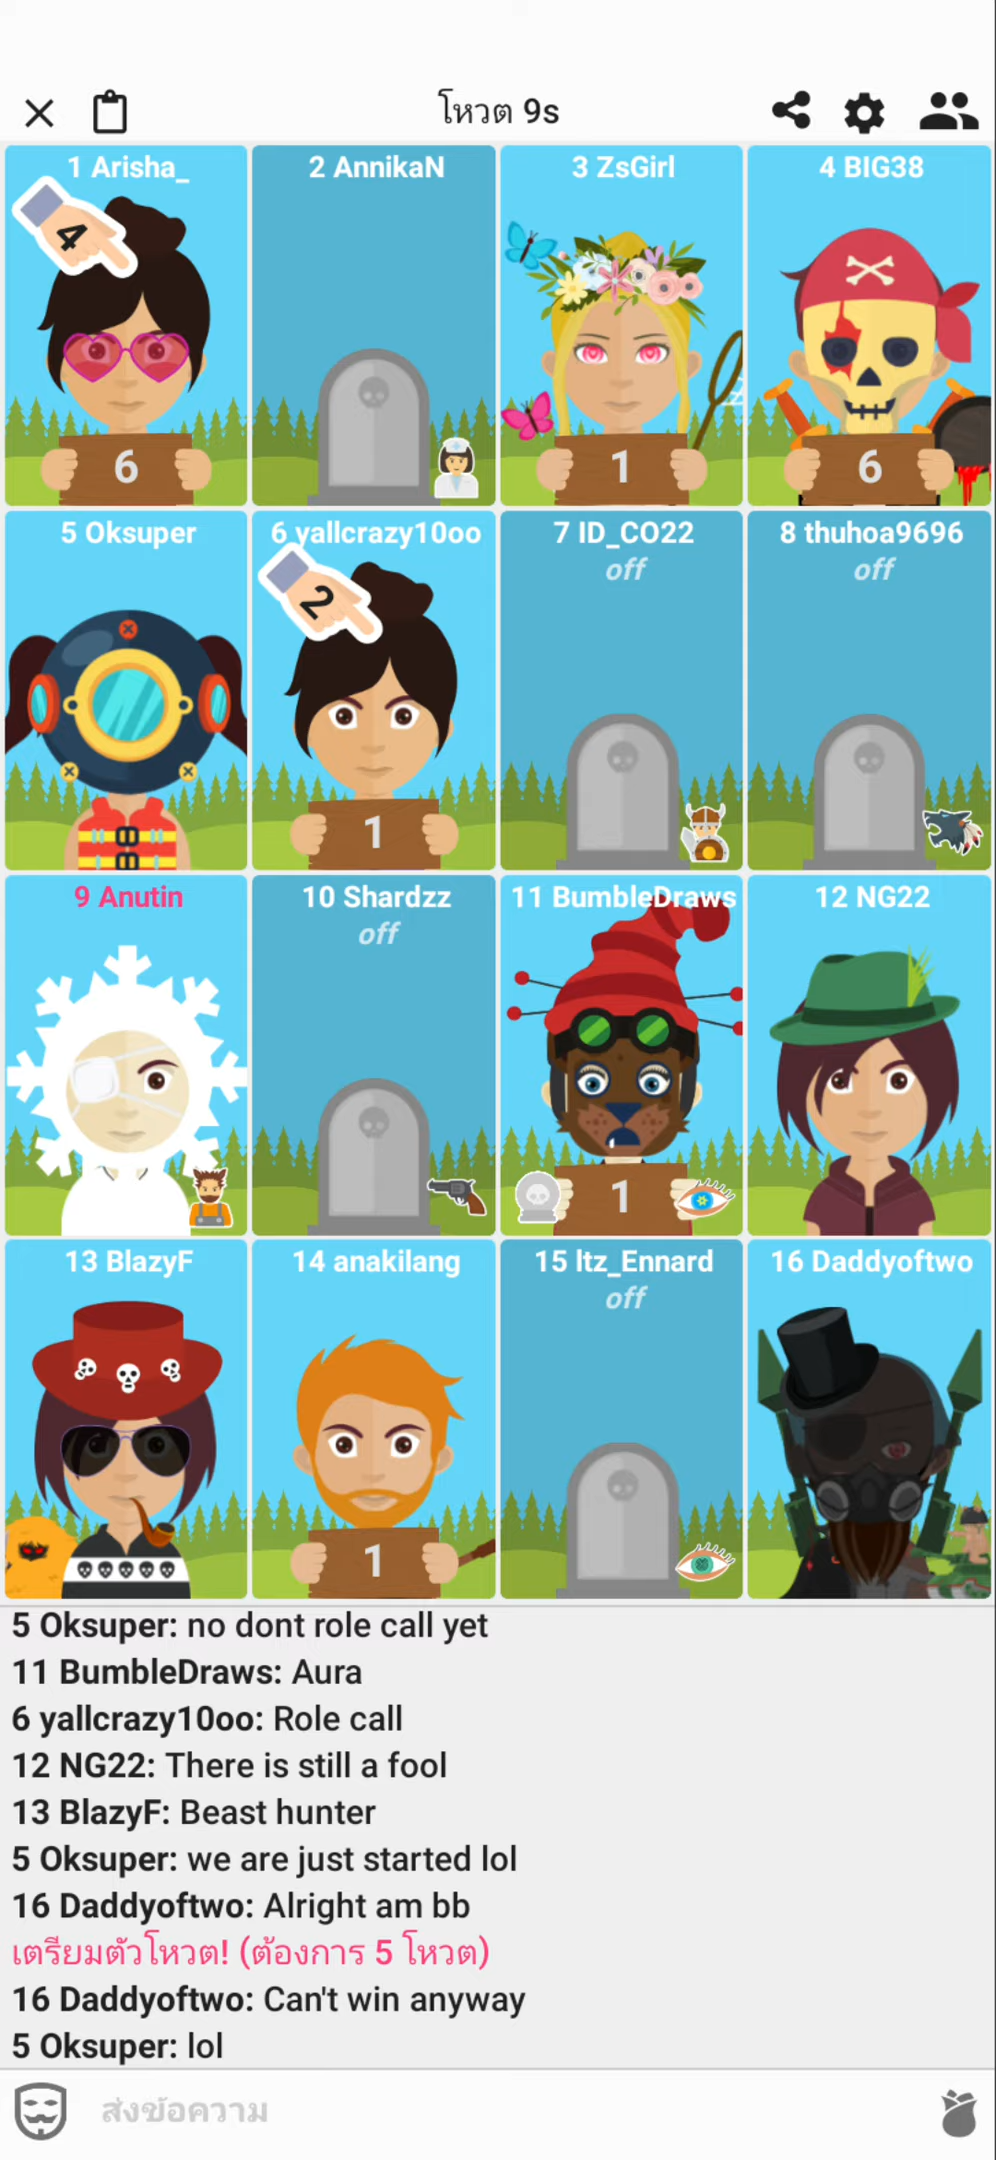 โหวต 9s
1 Arisha_
2 AnnikaN
3 ZsGirl
4 BIG38
4
6
1
6
5 Oksuper
6 yallcrazy10oo
7 ID_CO22
8 thuhoa9696
off
off
2
1
9 Anutin
10 Shardzz
11 BumbleDraws
12 NG22
off
1
13 BlazyF
14 anakilang
15 ltz_Ennard
16 Daddyoftwo
off
1
5 Oksuper: no dont role call yet
11 BumbleDraws: Aura
6 yallcrazy10oo: Role call
12 NG22: There is still a fool
13 BlazyF: Beast hunter
5 Oksuper: we are just started lol
16 Daddyoftwo: Alright am bb
เตรียมตัวโหวต! (ต้องการ 5 โหวต)
16 Daddyoftwo: Can't win anyway
5 Oksuper: lol
ส่งข้อความ